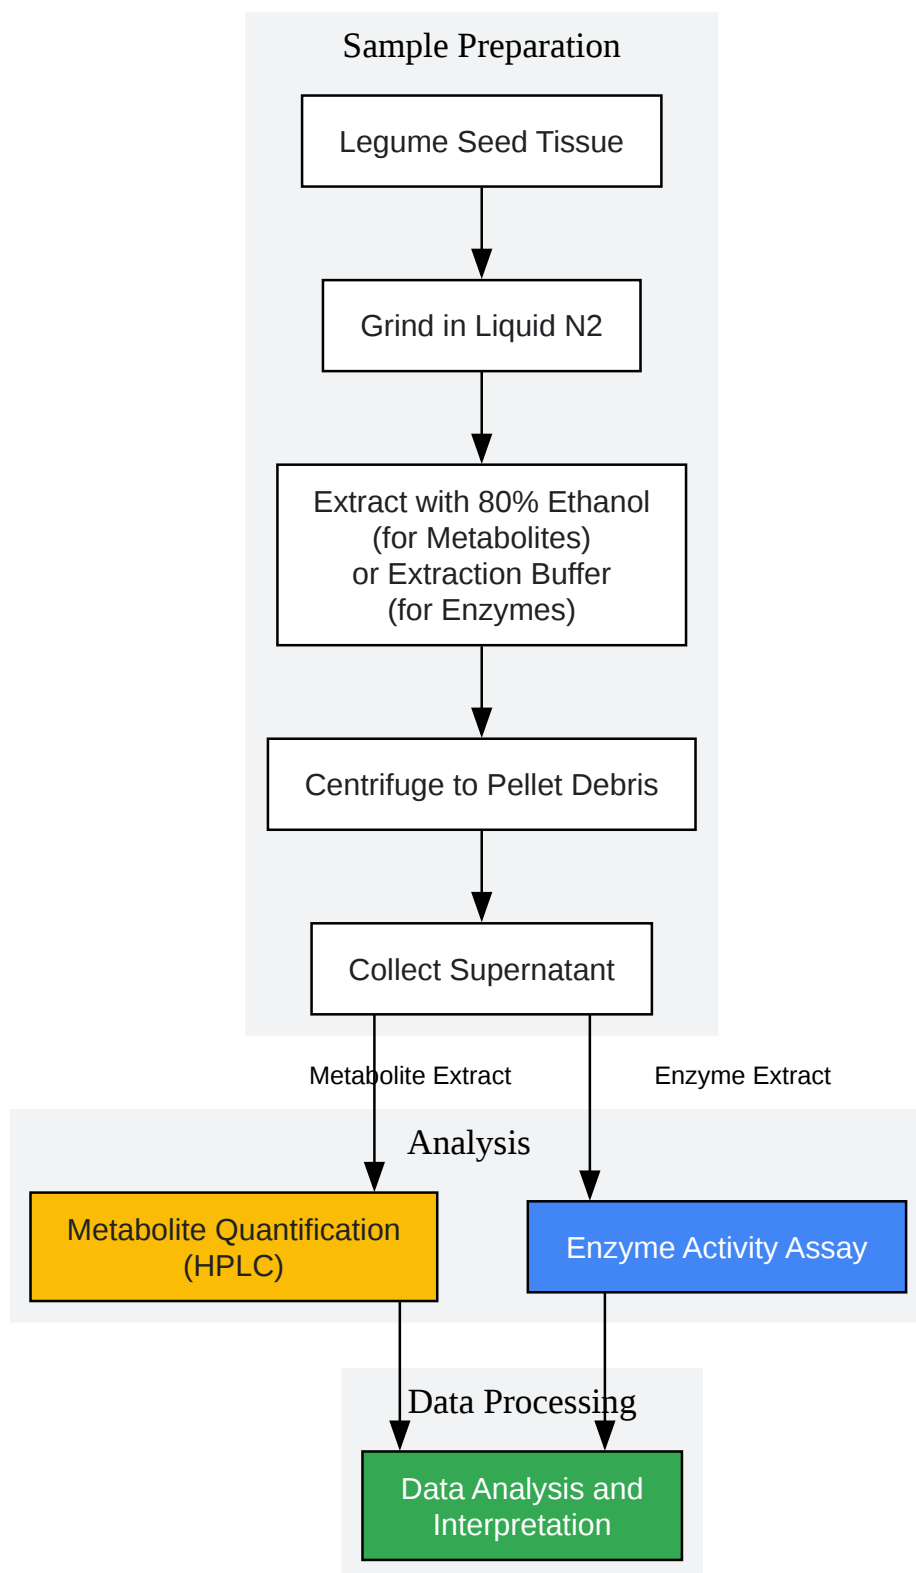 Sample Preparation
Legume Seed Tissue
Grind in Liquid N2
Extract with 80% Ethanol
(for Metabolites)
or Extraction Buffer
(for Enzymes)
Centrifuge to Pellet Debris
Collect Supernatant
Metabolite Extract
Enzyme Extract
Analysis
Metabolite Quantification
(HPLC)
Enzyme Activity Assay
Data Processing
Data Analysis and
Interpretation